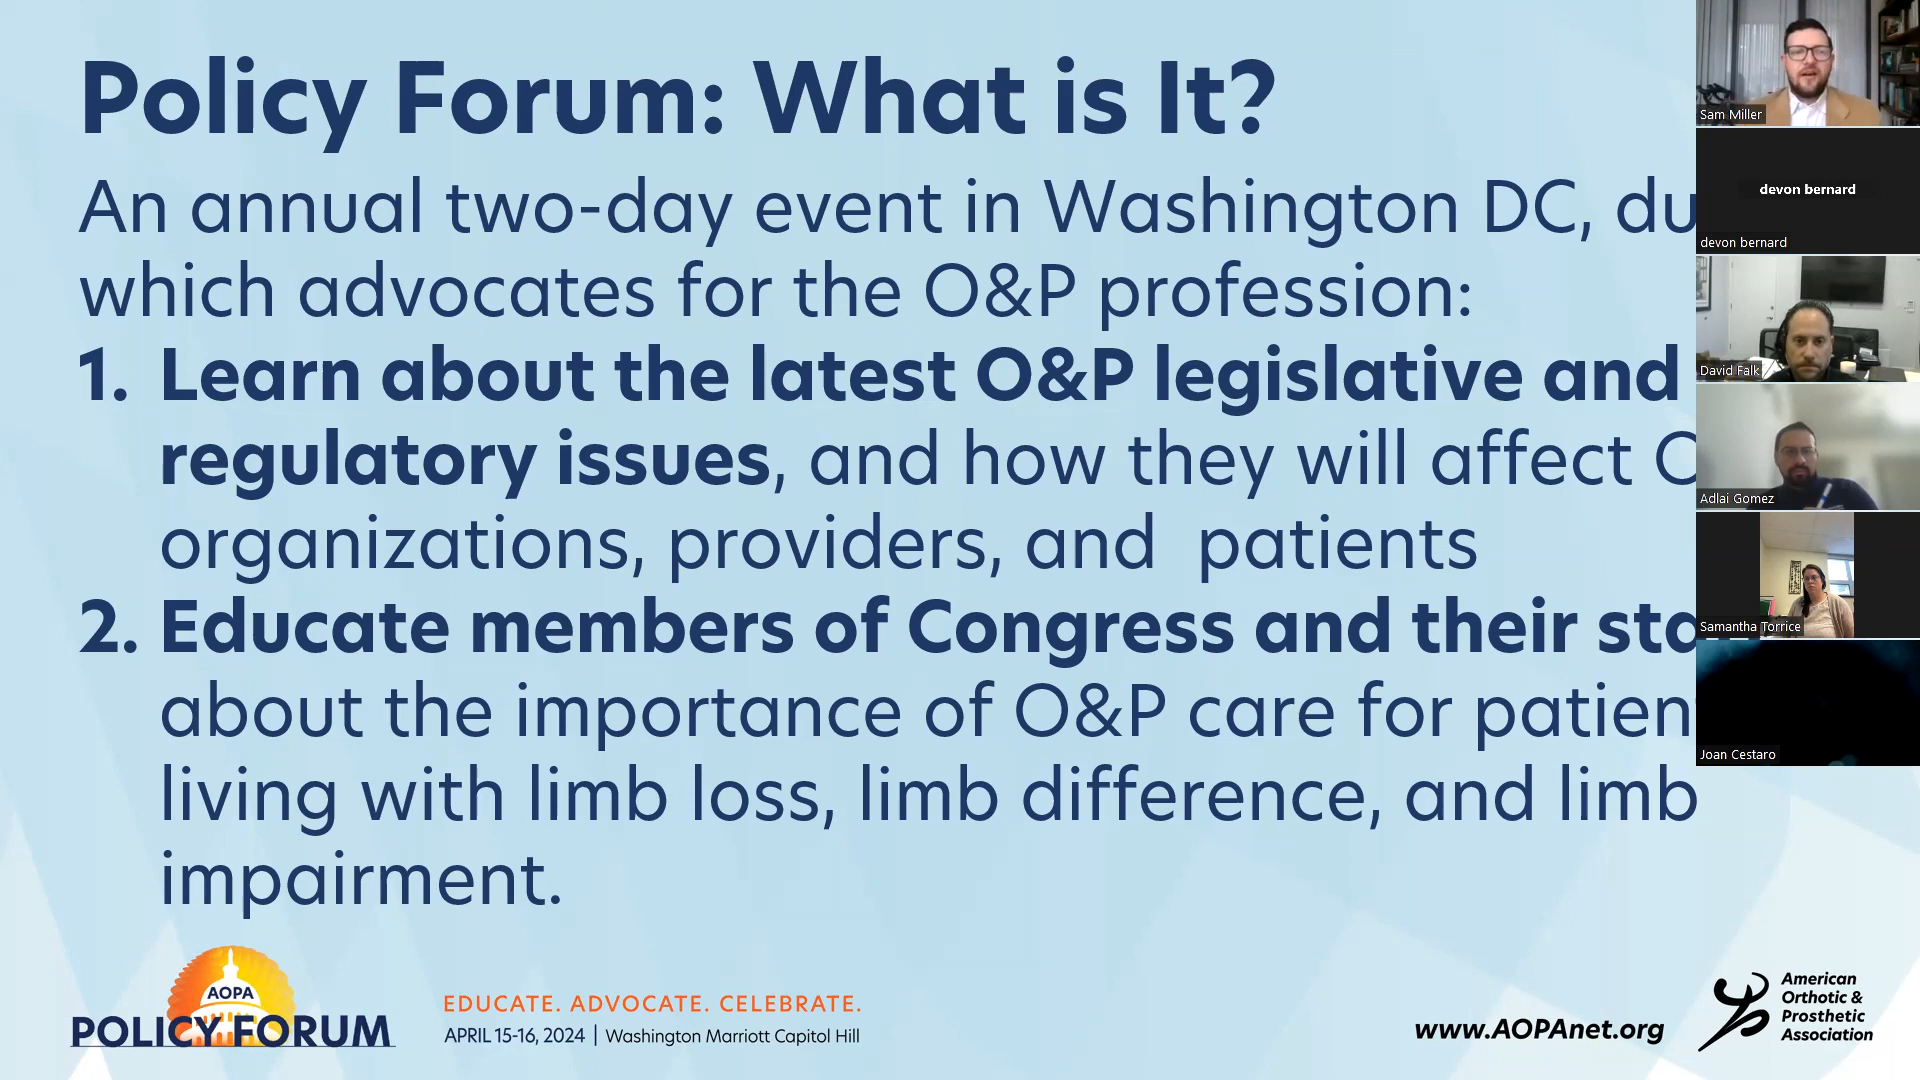 Policy Forum: What is It?
An annual two-day event in Washington DC, du
which advocates for the O&P profession:
1. Learn about the latest O&P legislative and
regulatory issues, and how they will affect
organizations, providers, and patients
2. Educate members of Congress and their sta
about the importance of O&P care for patien
living with limb loss, limb difference, and limb
impairment.
AOPA
POLICY FORUM
EDUCATE. ADVOCATE. CELEBRATE.
APRIL 15-16, 2024 | Washington Marriott Capitol Hill
www.AOPAnet.org
American
Orthotic &
Prosthetic
Association
Sam Miller
devon bernard
devon bernard
David Falk
Adlai Gomez
Samantha Torrice
Joan Cestaro